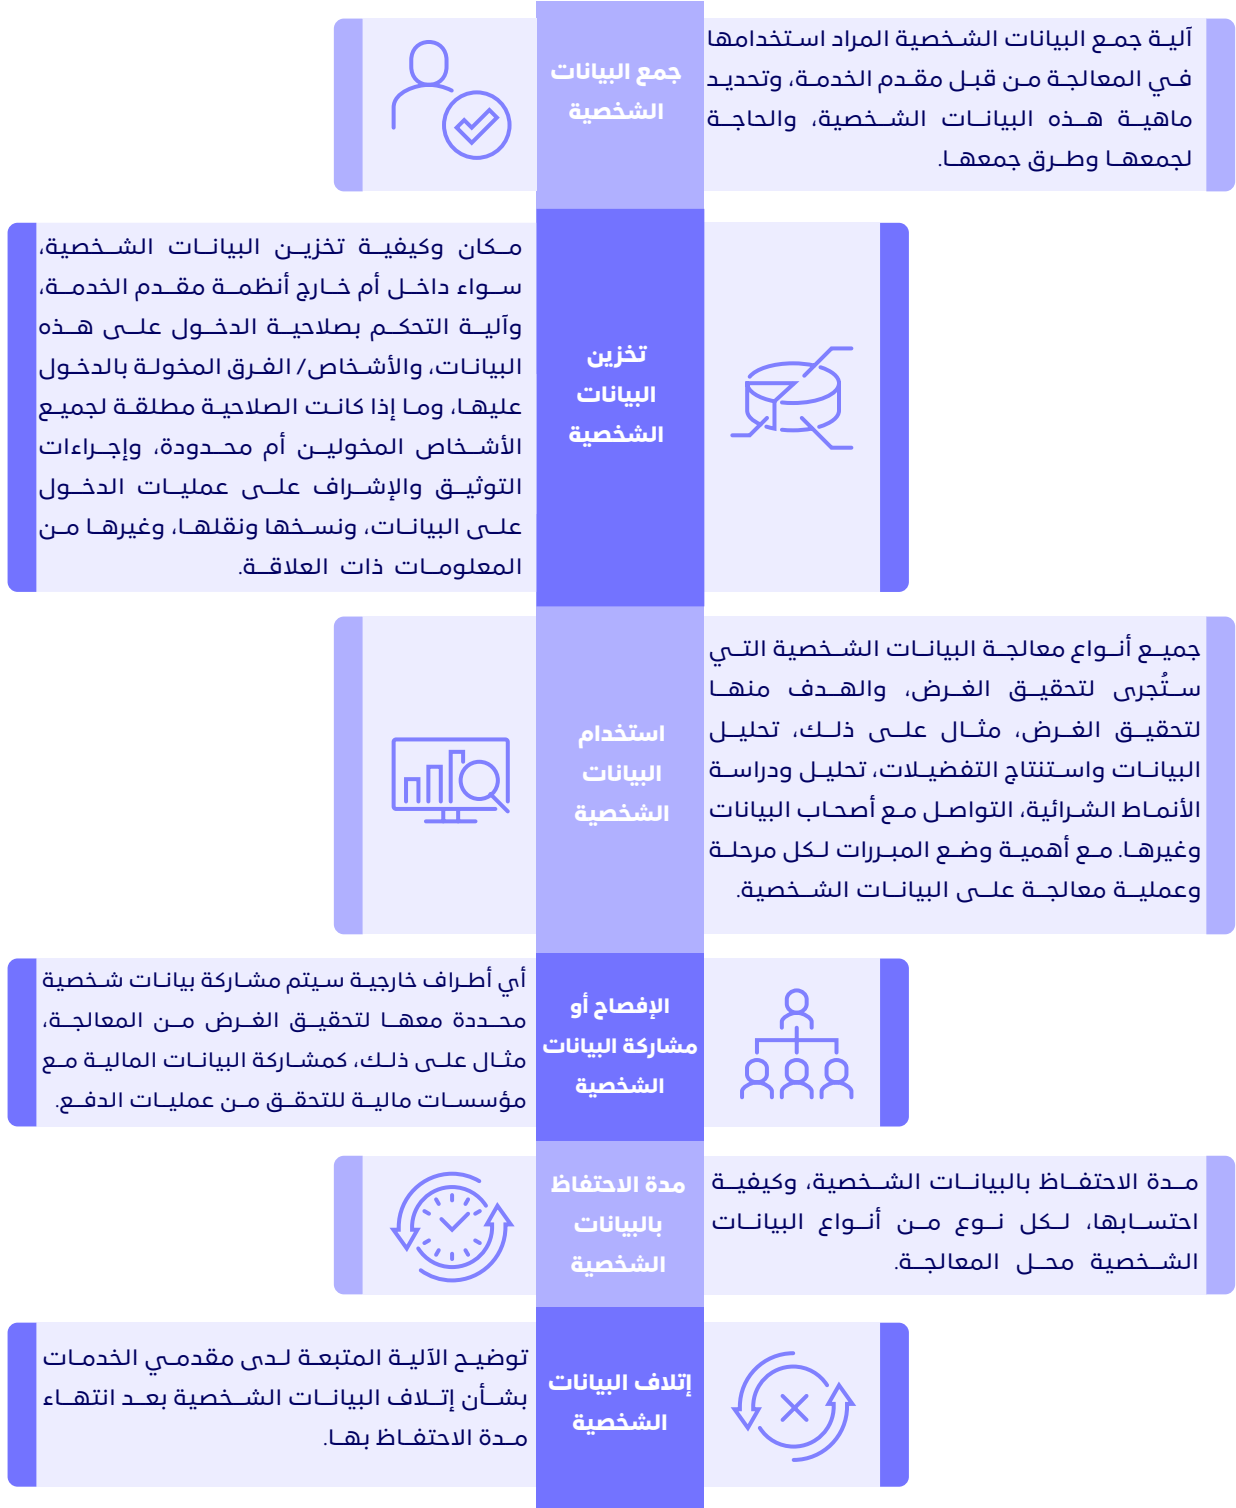 جمع البيانات
الشخصية
آلية جمع البيانات الشخصية المراد استخدامها
في المعالجة من قبل مقدم الخدمة، وتحديد
ماهية هذه البيانات الشخصية، والحاجة
لجمعها وطرق جمعها.
تخزين
البيانات
الشخصية
مكان وكيفية تخزين البيانات الشخصية،
سواء داخل أم خارج أنظمة مقدم الخدمة،
وآلية التحكم بصلاحية الدخول على هذه
البيانات، والأشخاص/ الفرق المخولة بالدخول
عليها، وما إذا كانت الصلاحية مطلقة لجميع
الأشخاص المخولين أم محدودة، وإجراءات
التوثيق والإشراف على عمليات الدخول
على البيانات، ونسخها ونقلها، وغيرها من
المعلومات ذات العلاقة.
استخدام
البيانات
الشخصية
جميع أنواع معالجة البيانات الشخصية التي
ستُجرى لتحقيق الغرض، والهدف منها
لتحقيق الغرض، مثال على ذلك، تحليل
البيانات واستنتاج التفضيلات، تحليل ودراسة
الأنماط الشرائية، التواصل مع أصحاب البيانات
وغيرها. مع أهمية وضع المبررات لكل مرحلة
وعملية معالجة على البيانات الشخصية.
الإفصاح أو
مشاركة البيانات
الشخصية
أي أطراف خارجية سيتم مشاركة بيانات شخصية
محددة معها لتحقيق الغرض من المعالجة،
مثال على ذلك، كمشاركة البيانات المالية مع
مؤسسات مالية للتحقق من عمليات الدفع.
مدة الاحتفاظ
بالبيانات
الشخصية
مدة الاحتفاظ بالبيانات الشخصية، وكيفية
احتسابها، لكل نوع من أنواع البيانات
الشخصية محل المعالجة.
إتلاف البيانات
الشخصية
توضيح الآلية المتبعة لدى مقدمي الخدمات
بشأن إتلاف البيانات الشخصية بعد انتهاء
مدة الاحتفاظ بها.